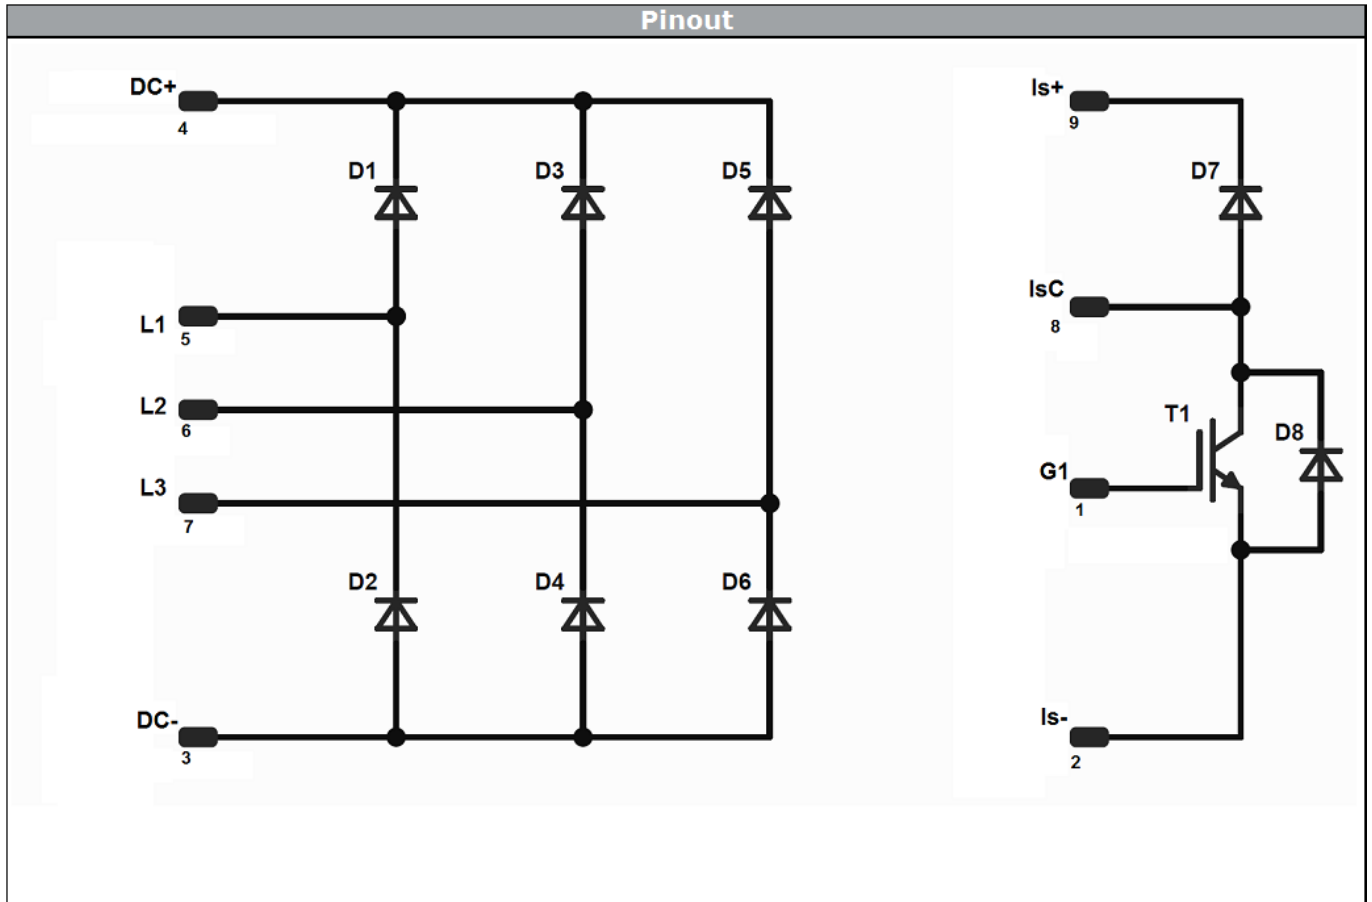 Pinout
DC+
4
D1
D3
D5
L1
5
L2
6
L3
7
D2
D4
D6
DC-
3
Is+
9
D7
IsC
8
T1
D8
G1
1
Is-
2